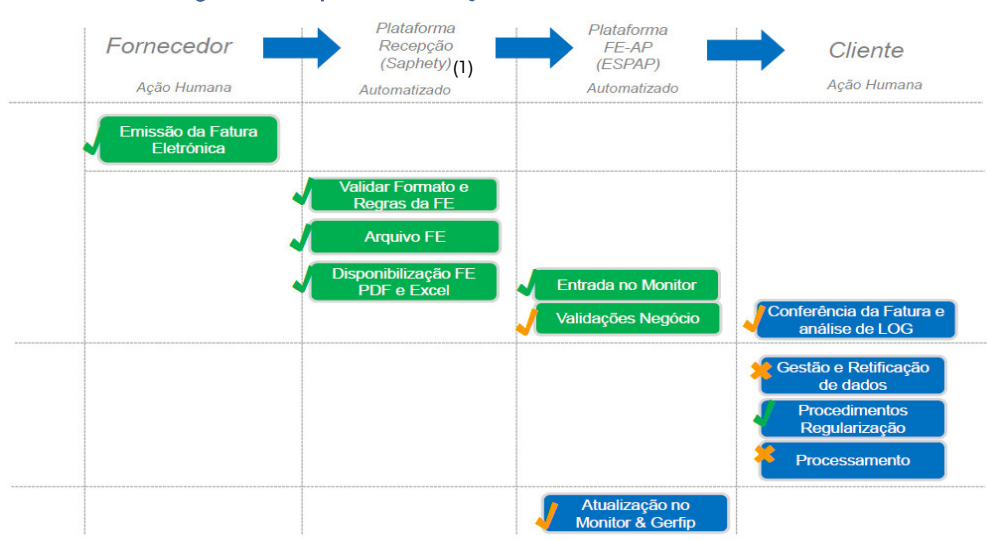 Fornecedor
Plataforma
Recepção
(Saphety)(1)
Plataforma
FE-AP
(ESPAP)
Cliente
Ação Humana
Automatizado
Automatizado
Ação Humana
Emissão da Fatura
Eletrónica
Validar Formato e
Regras da FE
Arquivo FE
Disponibilização FE
PDF e Excel
Entrada no Monitor
Validações Negócio
Conferência da Fatura e
análise de LOG
Gestão e Retificação
de dados
Procedimentos
Regularização
Processamento
Atualização no
Monitor & Gerfip